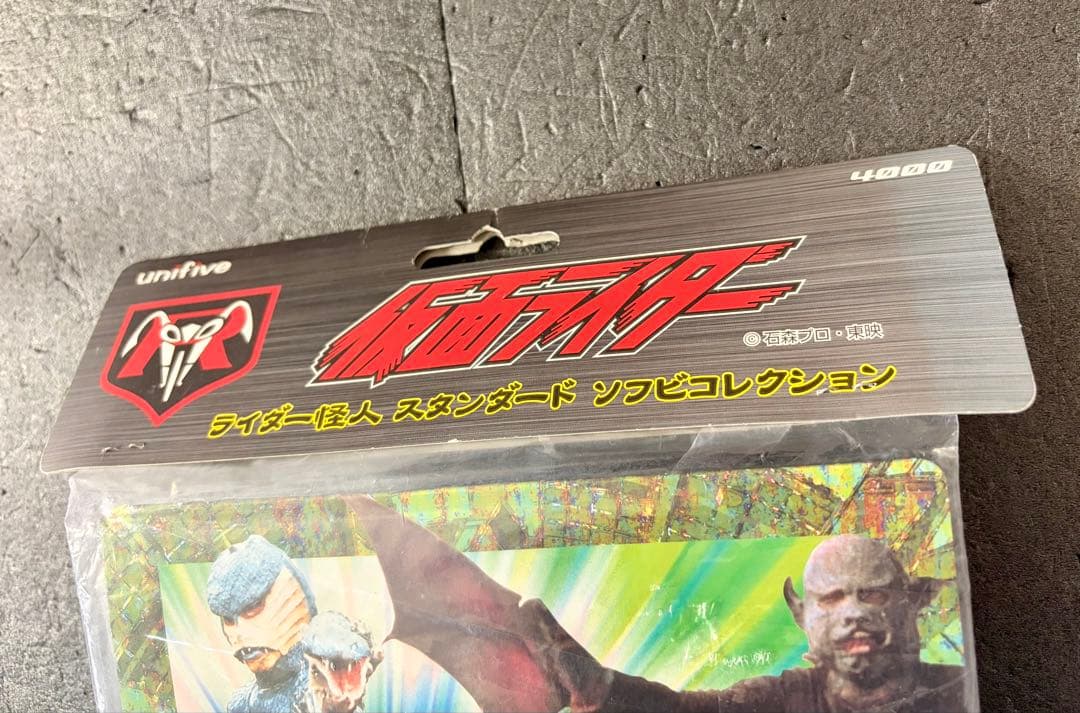 4000
unifive
仮面ライダー
©石森プロ・東映
ライダー怪人 スタンダード ソフビコレクション